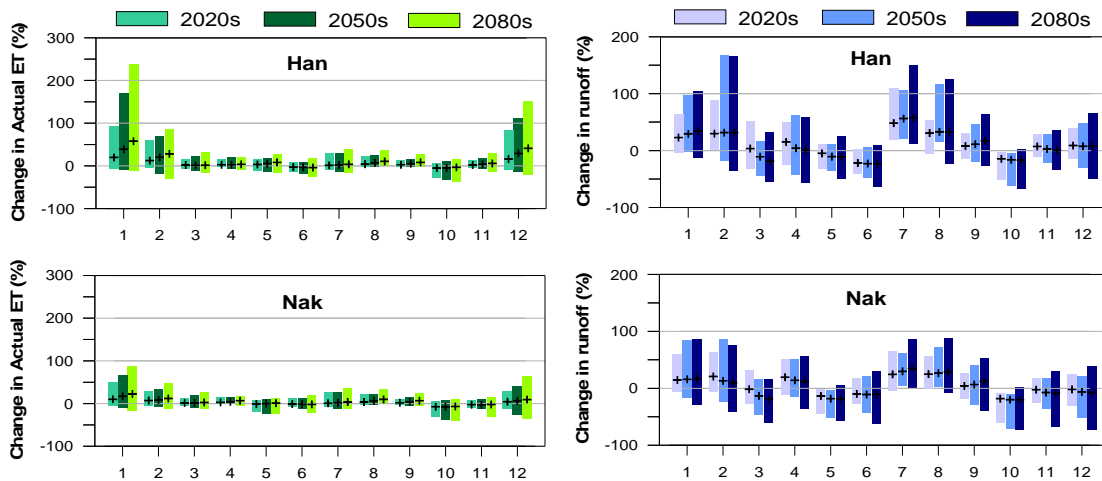 2020s 2050s 2080s
Change in Actual ET (%)
300
200
100
0
-100
Han
1 2 3 4 5 6 7 8 9 10 11 12
2020s 2050s 2080s
Change in runoff (%)
200
100
0
-100
Han
1 2 3 4 5 6 7 8 9 10 11 12
Change in Actual ET (%)
300
200
100
0
-100
Nak
1 2 3 4 5 6 7 8 9 10 11 12
Change in runoff (%)
200
100
0
-100
Nak
1 2 3 4 5 6 7 8 9 10 11 12